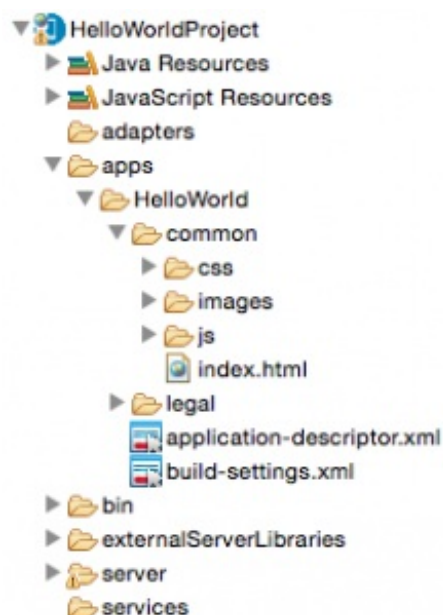 HelloWorldProject
Java Resources
JavaScript Resources
adapters
apps
HelloWorld
common
css
images
js
index.html
legal
application-descriptor.xml
build-settings.xml
bin
externalServerLibraries
server
services